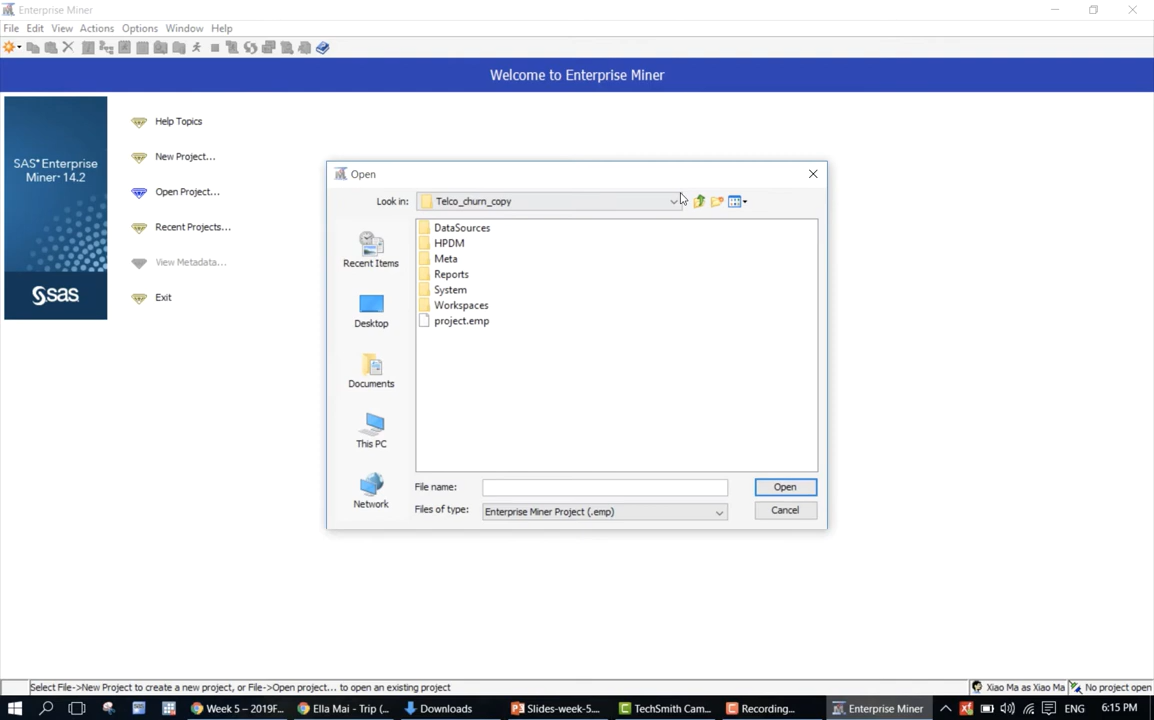 Enterprise Miner
File Edit View Actions Options Window Help
Welcome to Enterprise Miner
SAS® Enterprise
Miner™ 14.2
sas
Help Topics
New Project...
Open Project...
Recent Projects...
View Metadata...
Exit
Open
Look in: Telco_churn_copy
Recent Items
Desktop
Documents
This PC
Network
DataSources
HPDM
Meta
Reports
System
Workspaces
project.emp
File name: Open
Files of type: Enterprise Miner Project (.emp) Cancel
Select File->New Project to create a new project, or File->Open project... to open an existing project Xiao Ma as Xiao Ma No project open
Week 5 – 2019F... Ella Mai - Trip (... Downloads Slides-week-5.... TechSmith Cam... Recording... Enterprise Miner ENG 6:15 PM